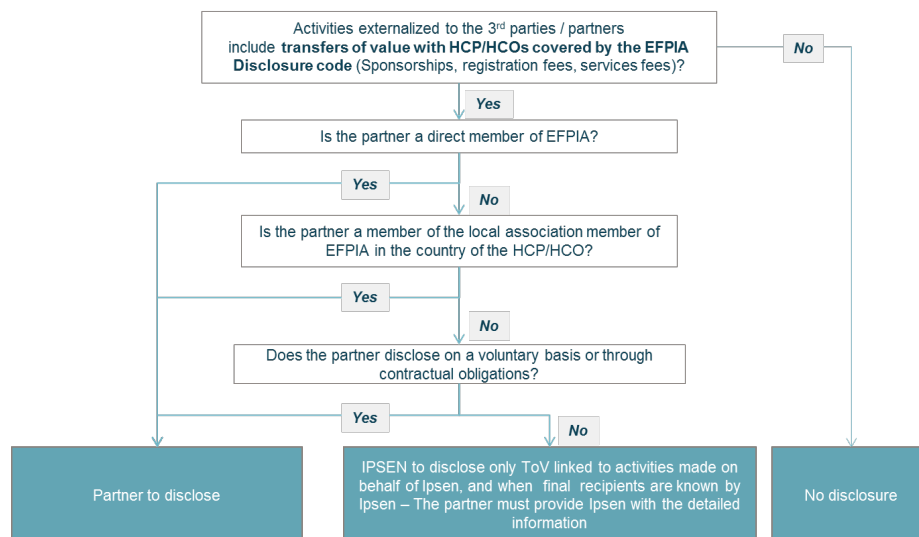 Activities externalized to the 3rd parties / partners
include transfers of value with HCP/HCOs covered by the EFPIA
Disclosure code (Sponsorships, registration fees, services fees)?
No
Yes
Is the partner a direct member of EFPIA?
Yes
No
Is the partner a member of the local association member of
EFPIA in the country of the HCP/HCO?
Yes
No
Does the partner disclose on a voluntary basis or through
contractual obligations?
Yes
No
Partner to disclose
IPSEN to disclose only ToV linked to activities made on
behalf of Ipsen, and when final recipients are known by
Ipsen – The partner must provide Ipsen with the detailed
information
No disclosure